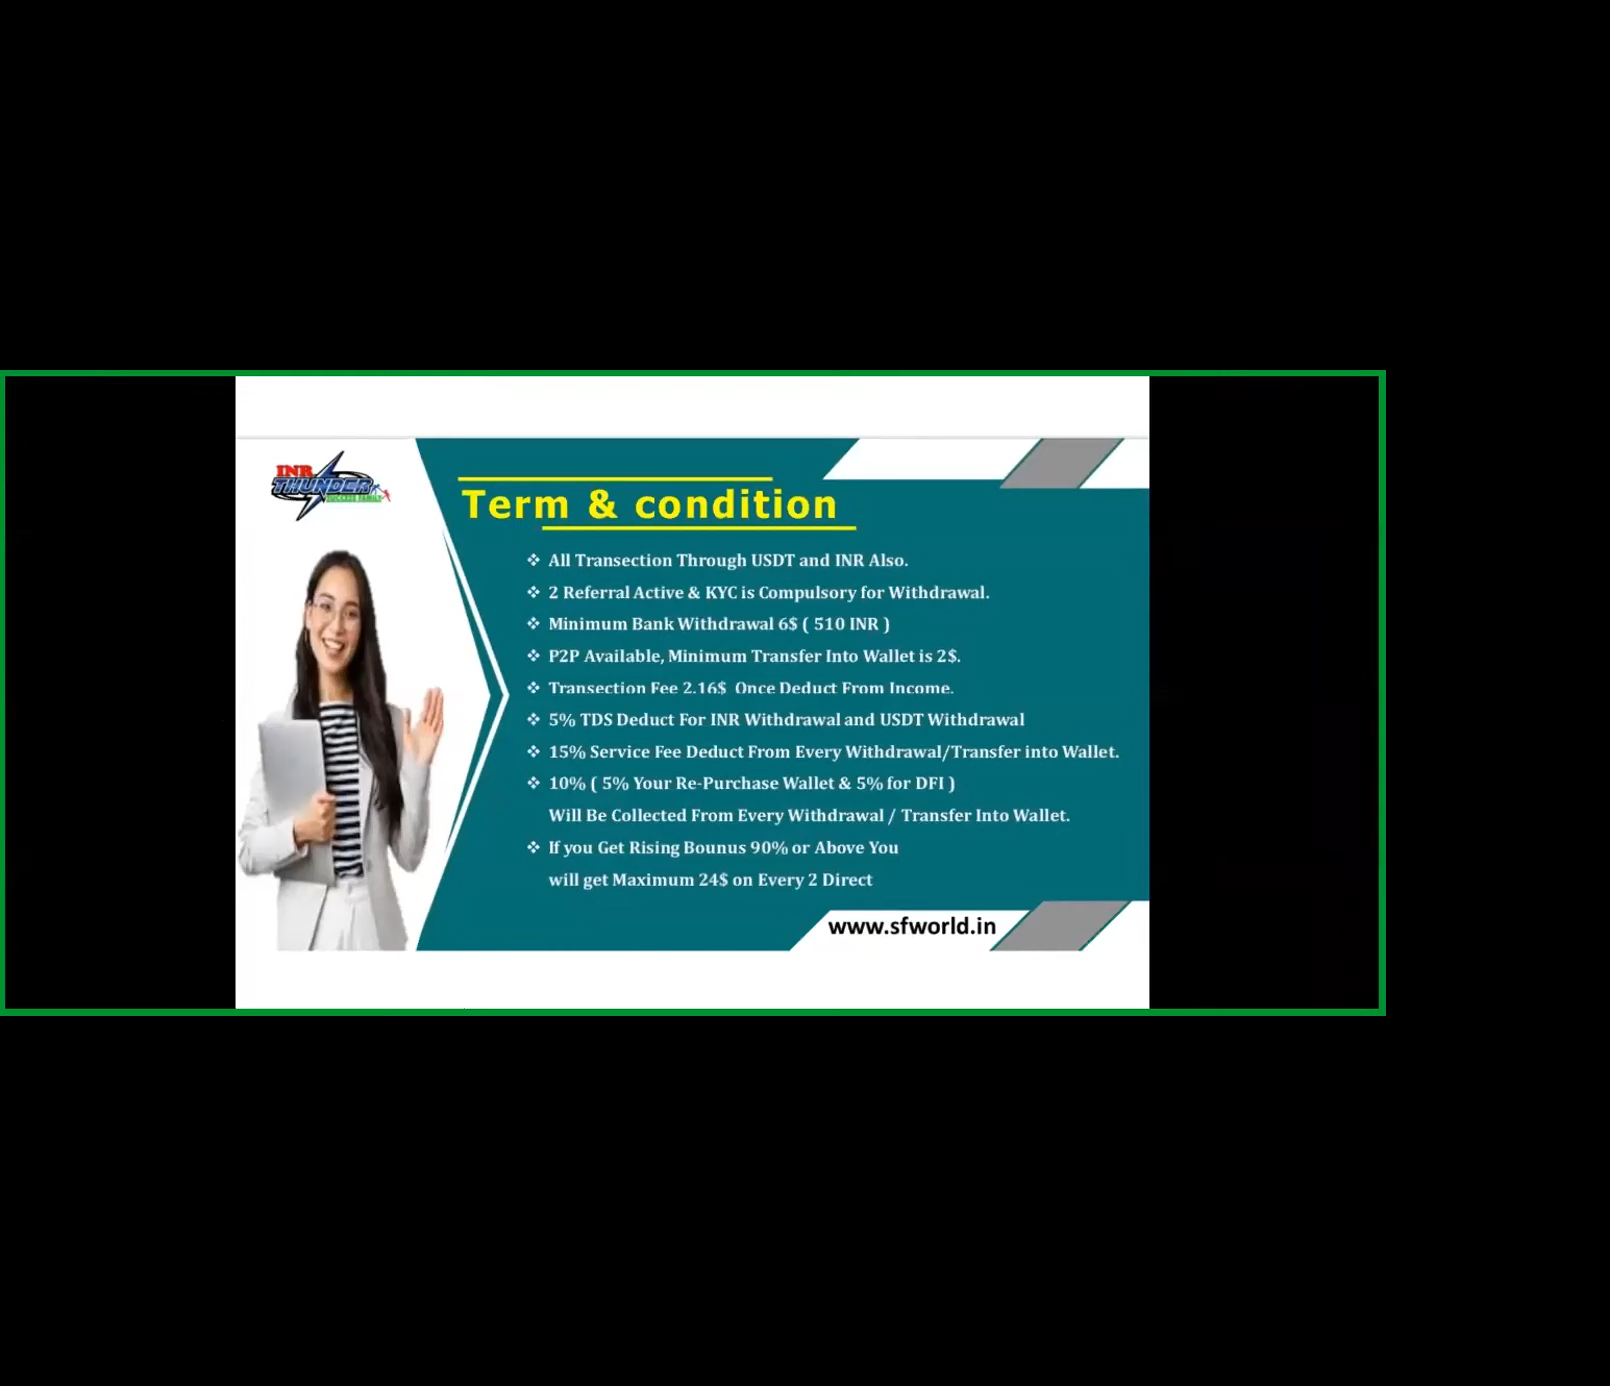 INR
THUNDER
SUCCESS FAMILY
Term & condition
❖ All Transection Through USDT and INR Also.
❖ 2 Referral Active & KYC is Compulsory for Withdrawal.
❖ Minimum Bank Withdrawal 6$ ( 510 INR )
❖ P2P Available, Minimum Transfer Into Wallet is 2$.
❖ Transection Fee 2.16$ Once Deduct From Income.
❖ 5% TDS Deduct For INR Withdrawal and USDT Withdrawal
❖ 15% Service Fee Deduct From Every Withdrawal/Transfer into Wallet.
❖ 10% ( 5% Your Re-Purchase Wallet & 5% for DFI )
Will Be Collected From Every Withdrawal / Transfer Into Wallet.
❖ If you Get Rising Bounus 90% or Above You
will get Maximum 24$ on Every 2 Direct
www.sfworld.in